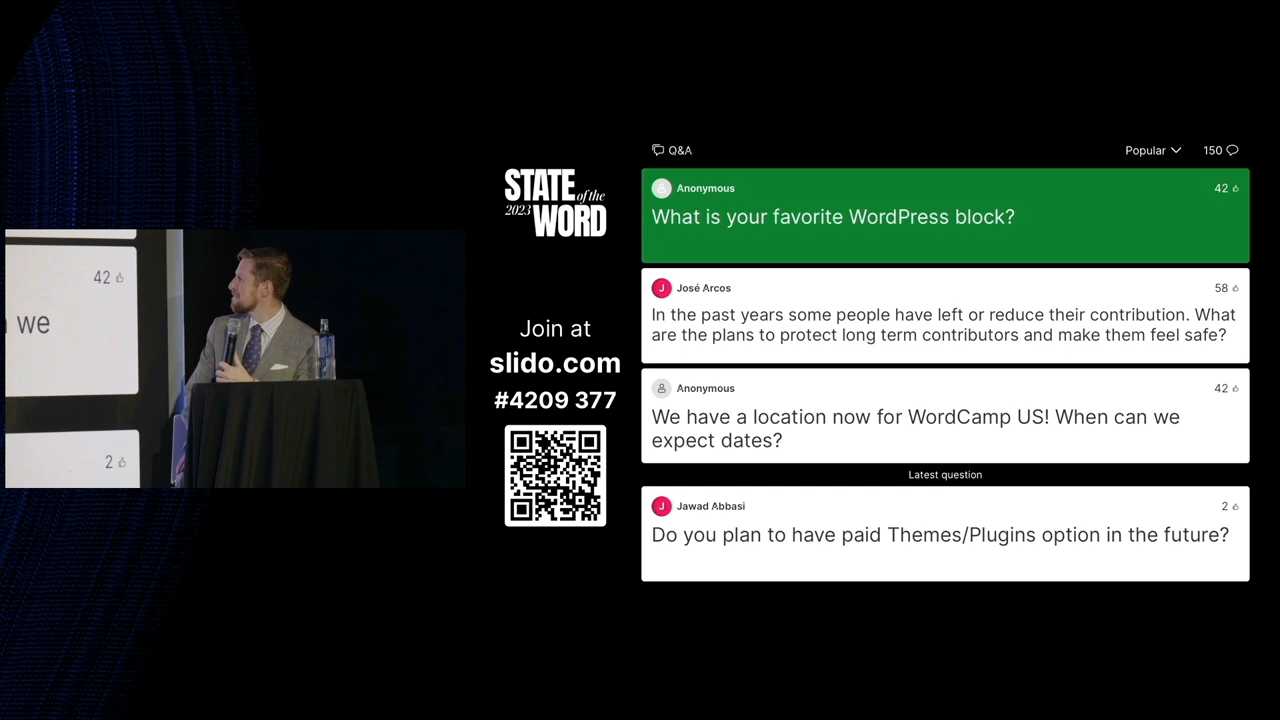 42
we
2
STATE of the
2023 WORD
Join at
slido.com
#4209 377
Q&A
Popular
150
Anonymous
42
What is your favorite WordPress block?
José Arcos
58
In the past years some people have left or reduce their contribution. What
are the plans to protect long term contributors and make them feel safe?
Anonymous
42
We have a location now for WordCamp US! When can we
expect dates?
Latest question
Jawad Abbasi
2
Do you plan to have paid Themes/Plugins option in the future?